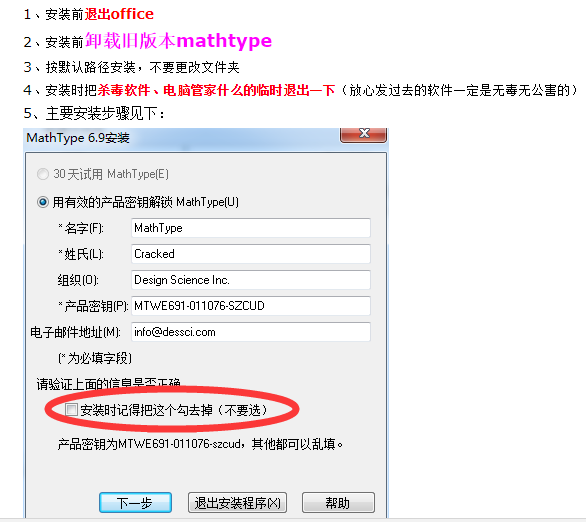 1、安装前退出office
2、安装前卸载旧版本mathtype
3、按默认路径安装，不要更改文件夹
4、安装时把杀毒软件、电脑管家什么的临时退出一下（放心发过去的软件一定是无毒无公害的）
5、主要安装步骤见下：
MathType 6.9安装
30天试用 MathType(E)
用有效的产品密钥解锁 MathType(U)
*名字(F): MathType
*姓氏(L): Cracked
组织(O): Design Science Inc.
*产品密钥(P): MTWE691-011076-SZCUD
电子邮件地址(M): info@dessci.com
(*为必填字段)
请验证上面的信息是否正确
安装时记得把这个勾去掉（不要选）
产品密钥为MTWE691-011076-szcud，其他都可以乱填。
下一步 退出安装程序(X) 帮助